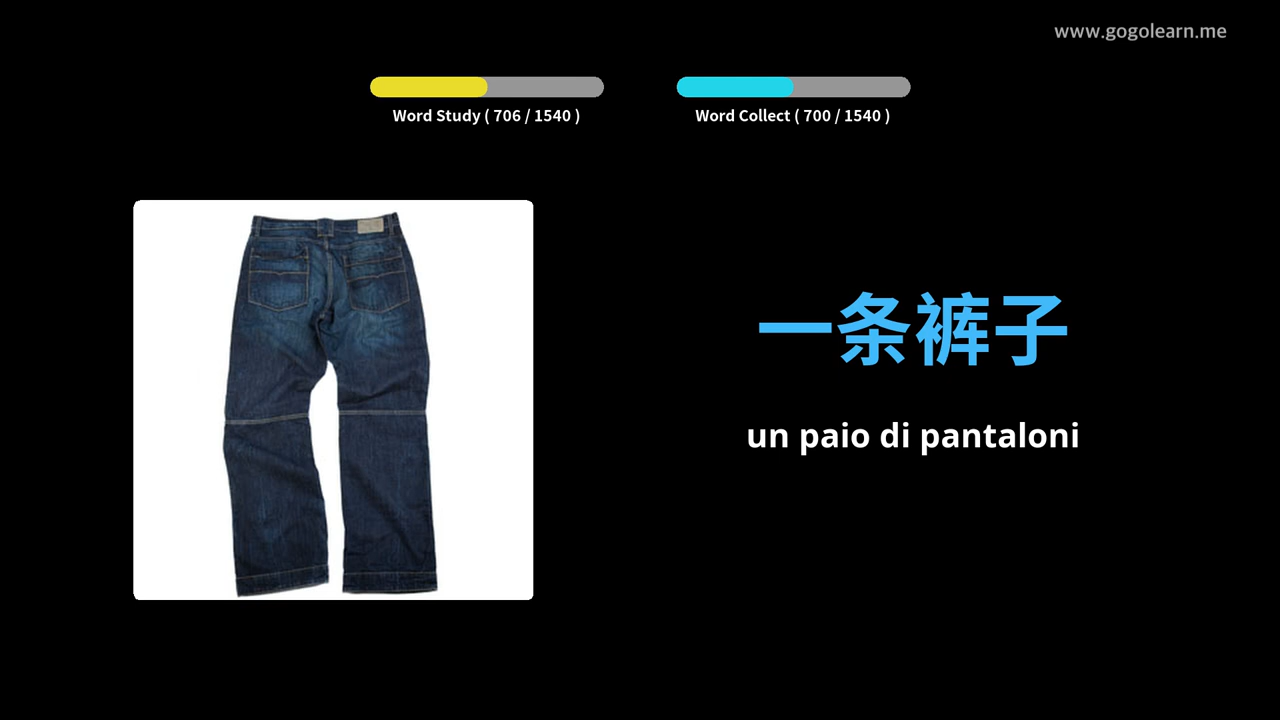 www.gogolearn.me
Word Study ( 706 / 1540 )
Word Collect ( 700 / 1540 )
一条裤子
un paio di pantaloni